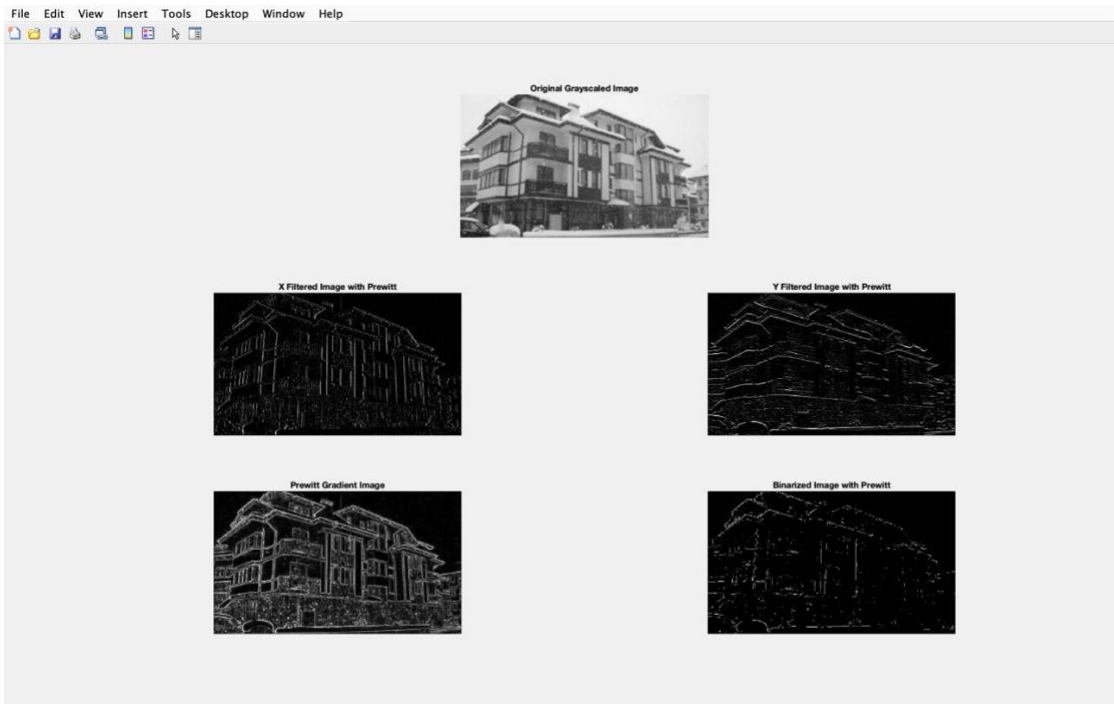 File Edit View Insert Tools Desktop Window Help
Original Grayscaled Image
X Filtered Image with Prewitt
Y Filtered Image with Prewitt
Prewitt Gradient Image
Binarized Image with Prewitt